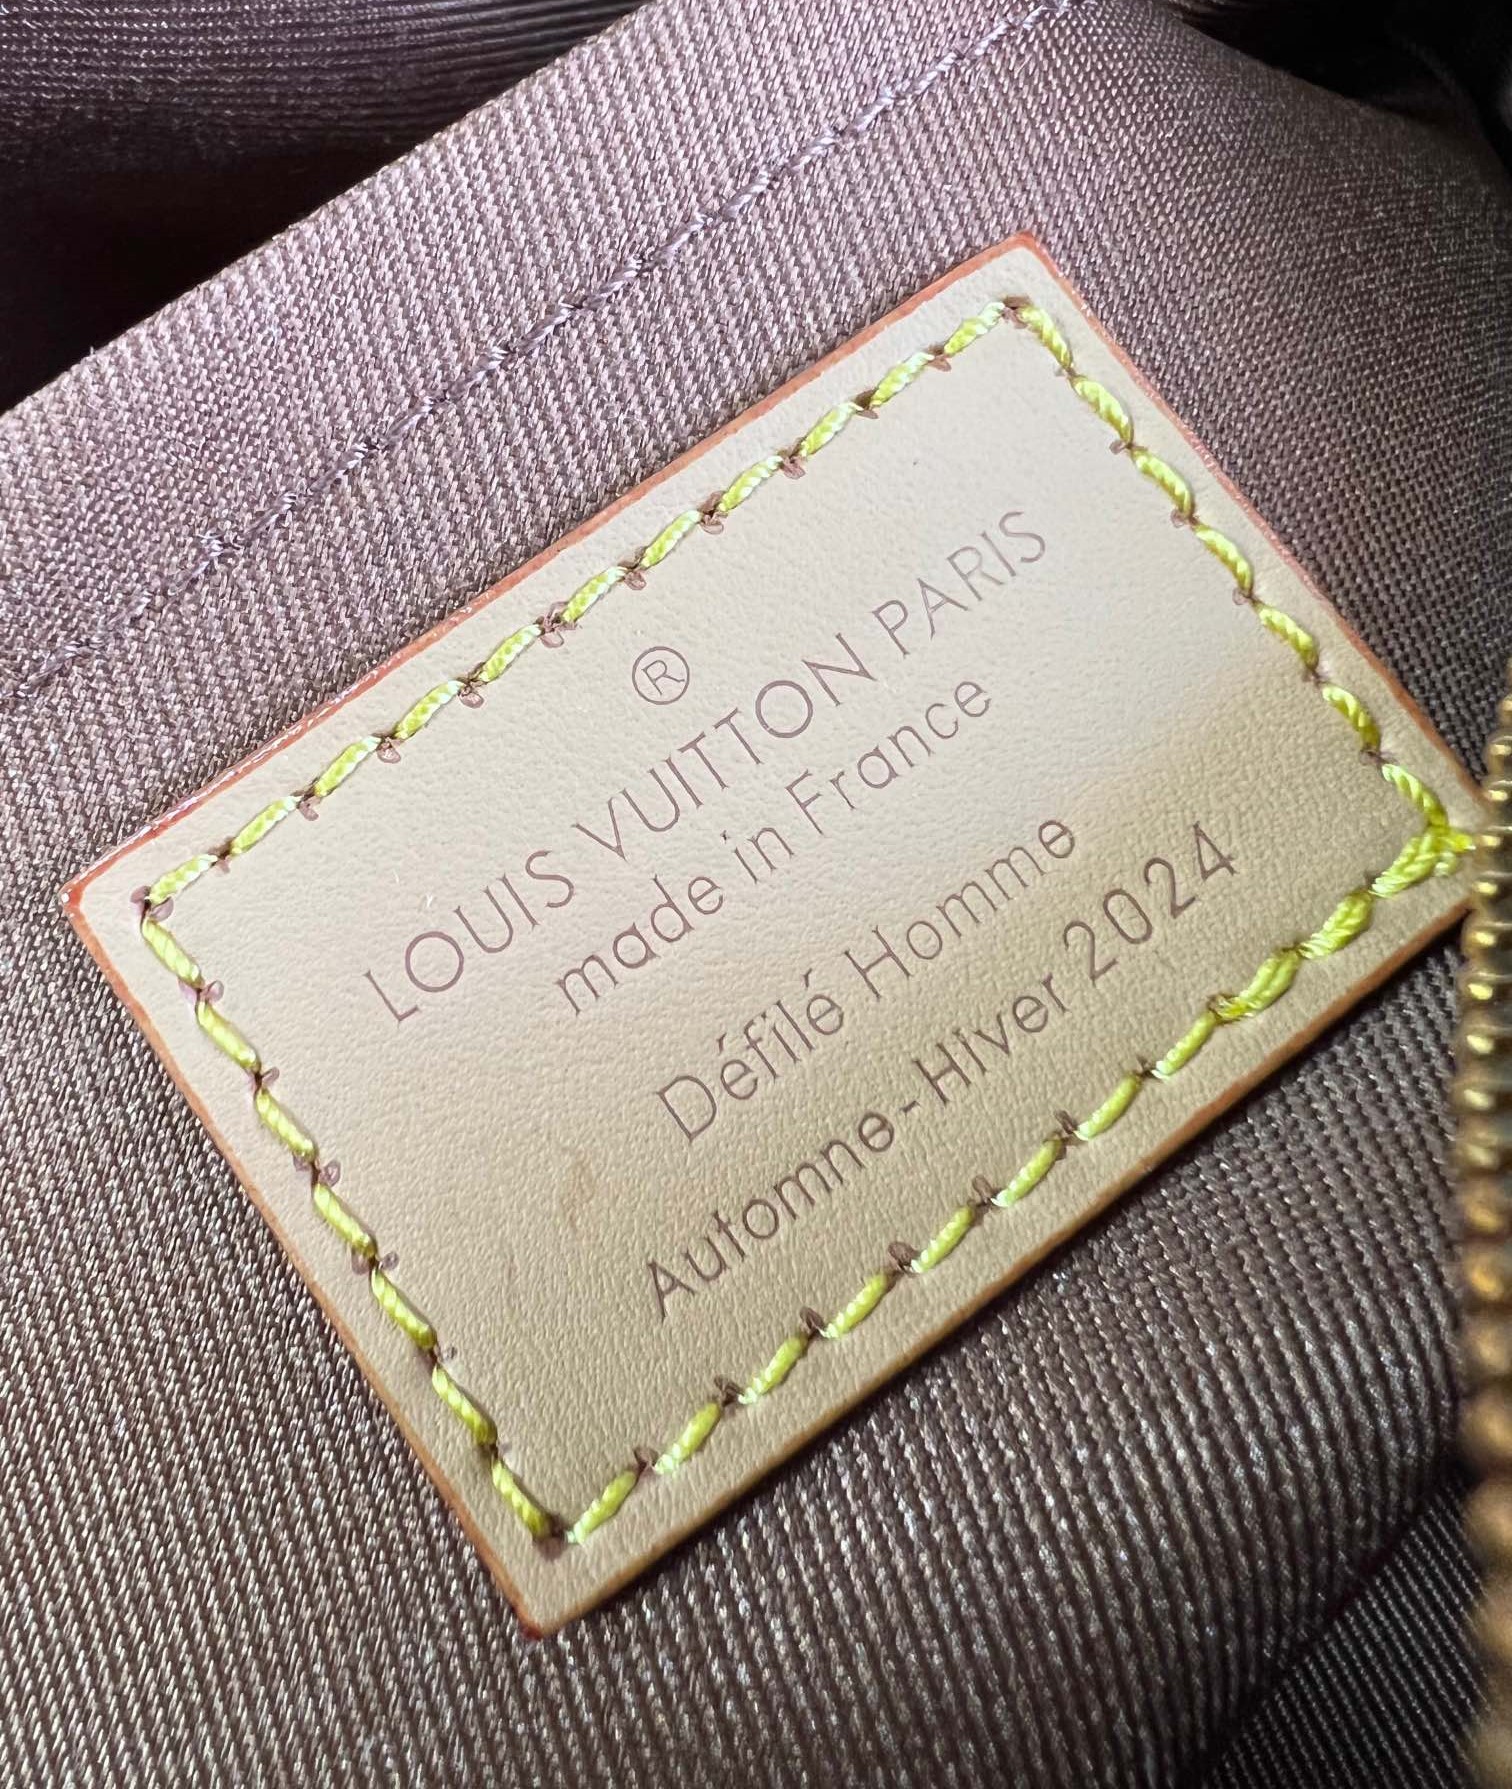 ®
LOUIS VUITTON PARIS
made in France
Défilé Homme
Automne-Hiver 2024